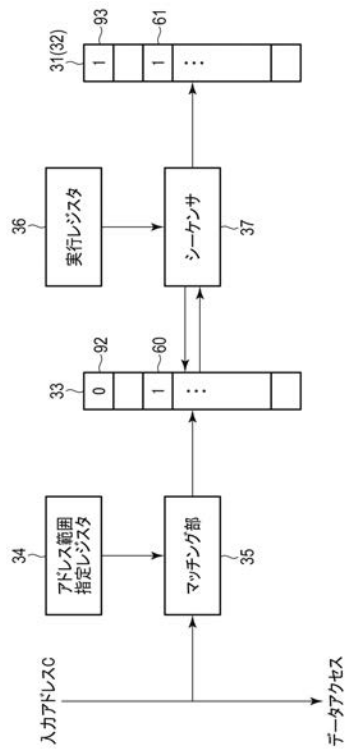 入力アドレスC
データアクセス
34
アドレス範囲
指定レジスタ
マッチング部
35
33
0
92
1
60
...
36
実行レジスタ
シーケンサ
37
31(32)
1
93
1
61
...